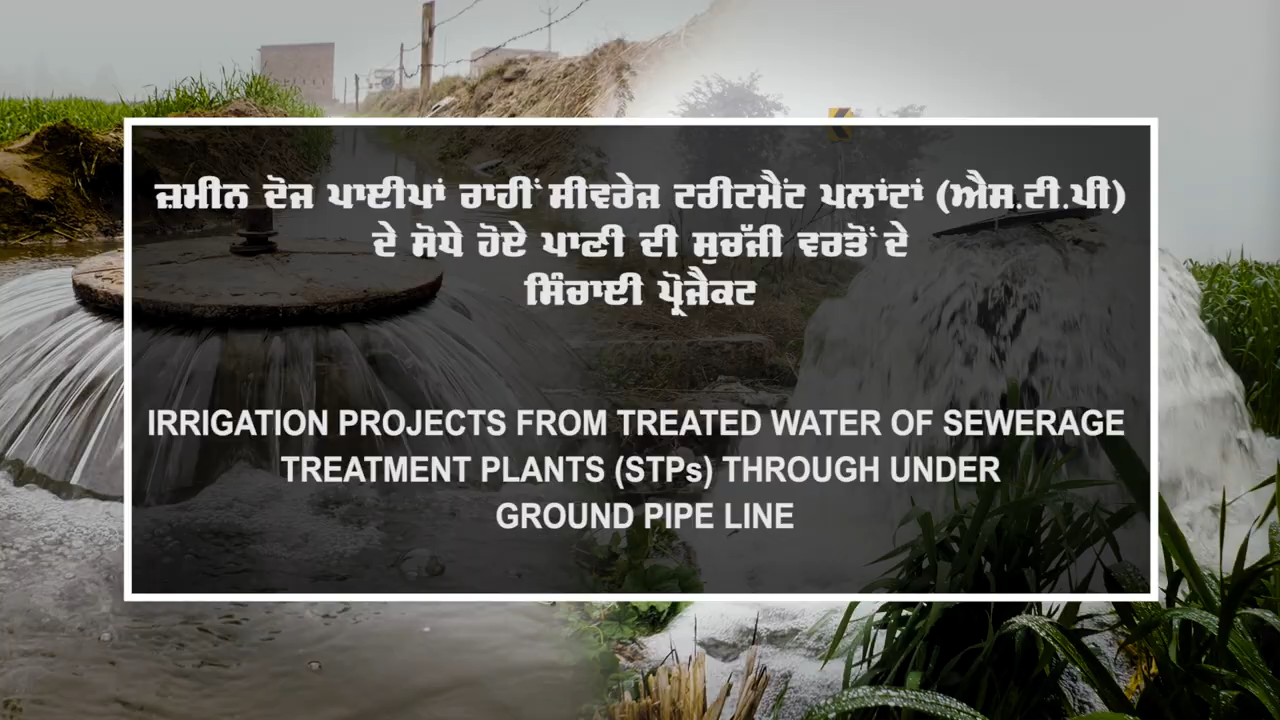 ਜ਼ਮੀਨ ਦੋਜ ਪਾਈਪਾਂ ਰਾਹੀਂ ਸੀਵਰੇਜ ਟਰੀਟਮੈਂਟ ਪਲਾਂਟਾਂ (ਐਸ.ਟੀ.ਪੀ)
ਦੇ ਸੋਧੇ ਹੋਏ ਪਾਣੀ ਦੀ ਸੁਚੱਜੀ ਵਰਤੋਂ ਦੇ
ਸਿੰਚਾਈ ਪ੍ਰੋਜੈਕਟ
IRRIGATION PROJECTS FROM TREATED WATER OF SEWERAGE
TREATMENT PLANTS (STPs) THROUGH UNDER
GROUND PIPE LINE